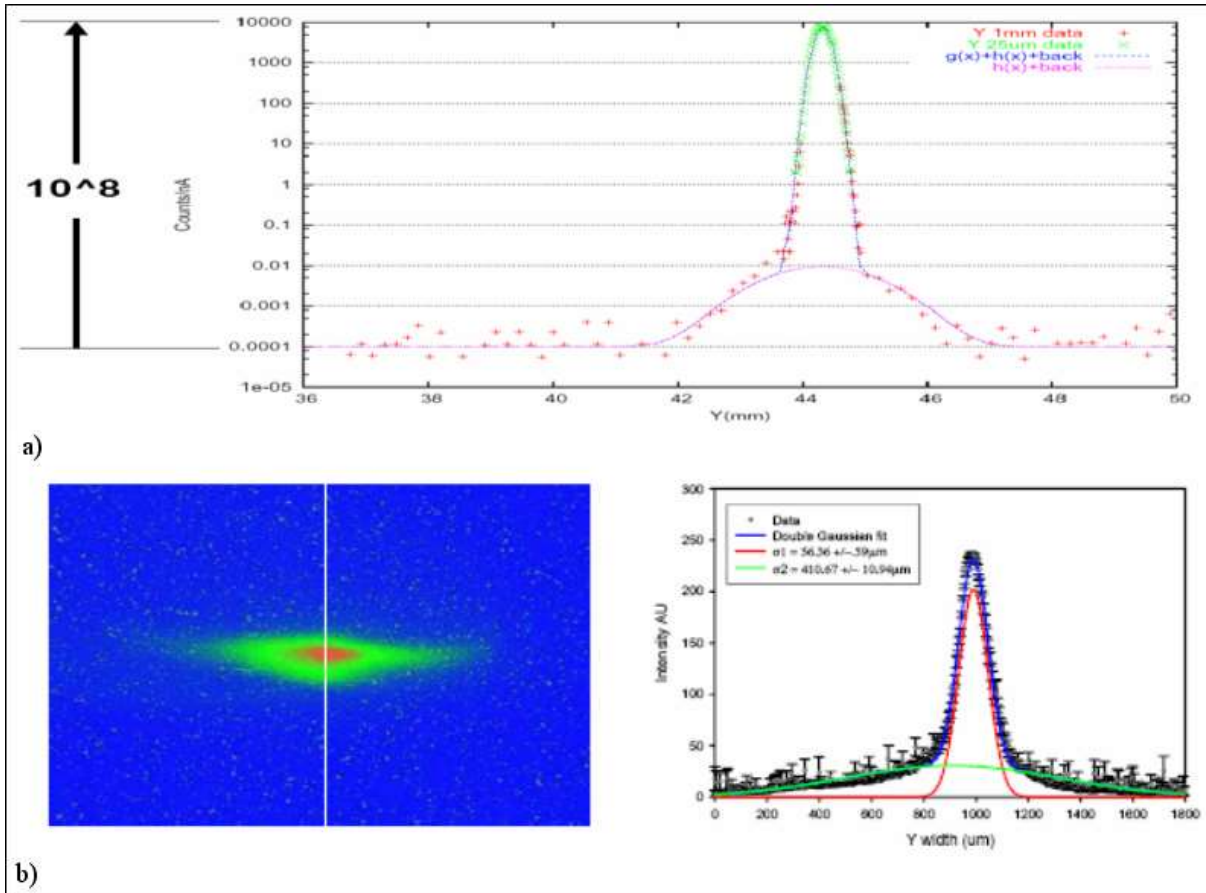 10^8
Counts/nA
10000
1000
100
10
1
0.1
0.01
0.001
0.0001
1e-05
36
38
40
42
44
46
48
50
Y(mm)
Y 1mm data
Y 25um data
g(x)+h(x)+back
h(x)+back
a)
300
250
200
150
100
50
0
Intensity AU
Data
Double Gaussian fit
σ1 = 56.36 +/-.39μm
σ2 = 410.67 +/- 10.94μm
0
200
400
600
800
1000
1200
1400
1600
1800
Y width (um)
b)